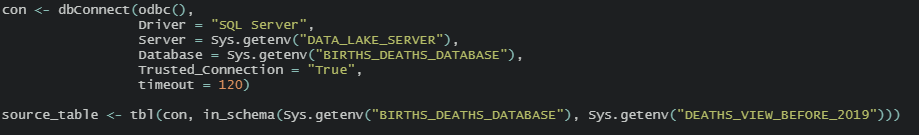 con <- dbConnect(odbc(),
                 Driver = "SQL Server",
                 Server = Sys.getenv("DATA_LAKE_SERVER"),
                 Database = Sys.getenv("BIRTHS_DEATHS_DATABASE"),
                 Trusted_Connection = "True",
                 timeout = 120)
source_table <- tbl(con, in_schema(Sys.getenv("BIRTHS_DEATHS_DATABASE"), Sys.getenv("DEATHS_VIEW_BEFORE_2019")))